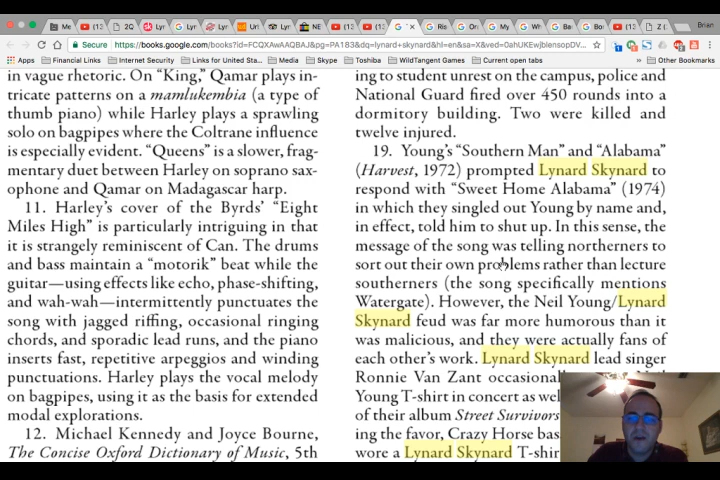 Me
2Q
Lyr
Uri
Lyr
NE
(13
G
Ris
On
My
We
Ba
Bo
(13
Z (
Brian
Secure
https://books.google.com/books?id=FCQXAwAAQBAJ&pg=PA183&dq=lynard+skynard&hl=en&sa=X&ved=
Apps
Financial Links
Internet Security
Links for United Sta...
Media
Skype
Toshiba
WildTangent Games
Current open tabs
»
Other Bookmarks
in vague rhetoric. On “King,” Qamar plays in-
tricate patterns on a mamlukembia (a type of
thumb piano) while Harley plays a sprawling
solo on bagpipes where the Coltrane influence
is especially evident. “Queens” is a slower, frag-
mentary duet between Harley on soprano sax-
ophone and Qamar on Madagascar harp.
11. Harley’s cover of the Byrds’ “Eight
Miles High” is particularly intriguing in that
it is strangely reminiscent of Can. The drums
and bass maintain a “motorik” beat while the
guitar—using effects like echo, phase-shifting,
and wah-wah—intermittently punctuates the
song with jagged riffing, occasional ringing
chords, and sporadic lead runs, and the piano
inserts fast, repetitive arpeggios and winding
punctuations. Harley plays the vocal melody
on bagpipes, using it as the basis for extended
modal explorations.
12. Michael Kennedy and Joyce Bourne,
The Concise Oxford Dictionary of Music, 5th
ing to student unrest on the campus, police and
National Guard fired over 450 rounds into a
dormitory building. Two were killed and
twelve injured.
19. Young’s “Southern Man” and “Alabama”
(Harvest, 1972) prompted Lynard Skynard to
respond with “Sweet Home Alabama” (1974)
in which they singled out Young by name and,
in effect, told him to shut up. In this sense, the
message of the song was telling northerners to
sort out their own problems rather than lecture
southerners (the song specifically mentions
Watergate). However, the Neil Young/Lynard
Skynard feud was far more humorous than it
was malicious, and they were actually fans of
each other’s work. Lynard Skynard lead singer
Ronnie Van Zant occasionall
Young T-shirt in concert as wel
of their album Street Survivors
ing the favor, Crazy Horse bas
wore a Lynard Skynard T-shir